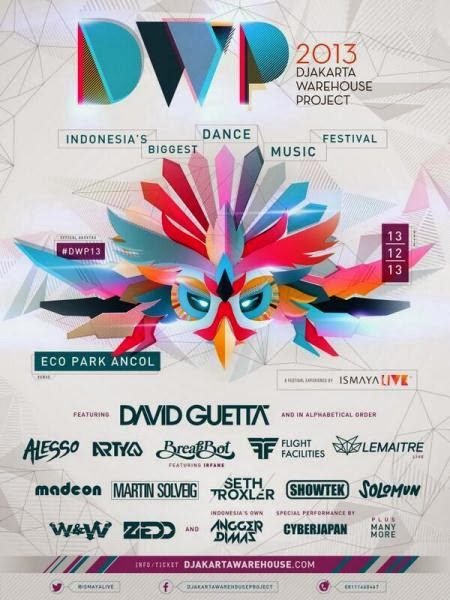 DWP
2013
DJAKARTA
WAREHOUSE
PROJECT
INDONESIA'S
BIGGEST
DANCE
MUSIC
FESTIVAL
OFFICIAL HASHTAG
#DWP13
13
12
13
ECO PARK ANCOL
VENUE
A FESTIVAL EXPERIENCE BY ISMAYA LIVE
FEATURING DAVID GUETTA AND IN ALPHABETICAL ORDER
ALESSO ARTY BREAKBOT FLIGHT FACILITIES LEMAITRE
FEATURING IRFANE LIVE
madeon MARTIN SOLVEIG SETH TROXLER SHOWTEK SOLOMUN
W&W ZEDD AND INDONESIA'S OWN ANGGER DIMAS SPECIAL PERFORMANCE BY CYBERJAPAN PLUS MANY MORE
INFO/TICKET DJAKARTAWAREHOUSE.COM
@ISMAYALIVE DJAKARTAWAREHOUSEPROJECT